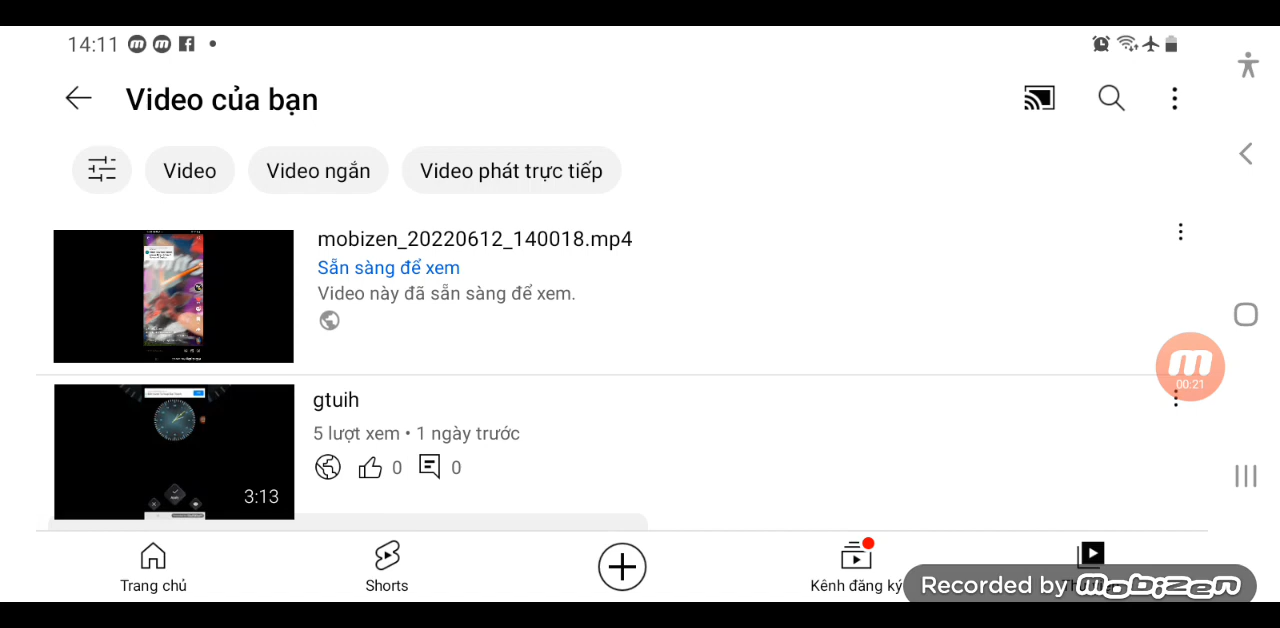 14:11
Video của bạn
Video
Video ngắn
Video phát trực tiếp
mobizen_20220612_140018.mp4
Sẵn sàng để xem
Video này đã sẵn sàng để xem.
00:21
gtuih
5 lượt xem • 1 ngày trước
0
0
3:13
Trang chủ
Shorts
Kênh đăng ký
Recorded by mobizen